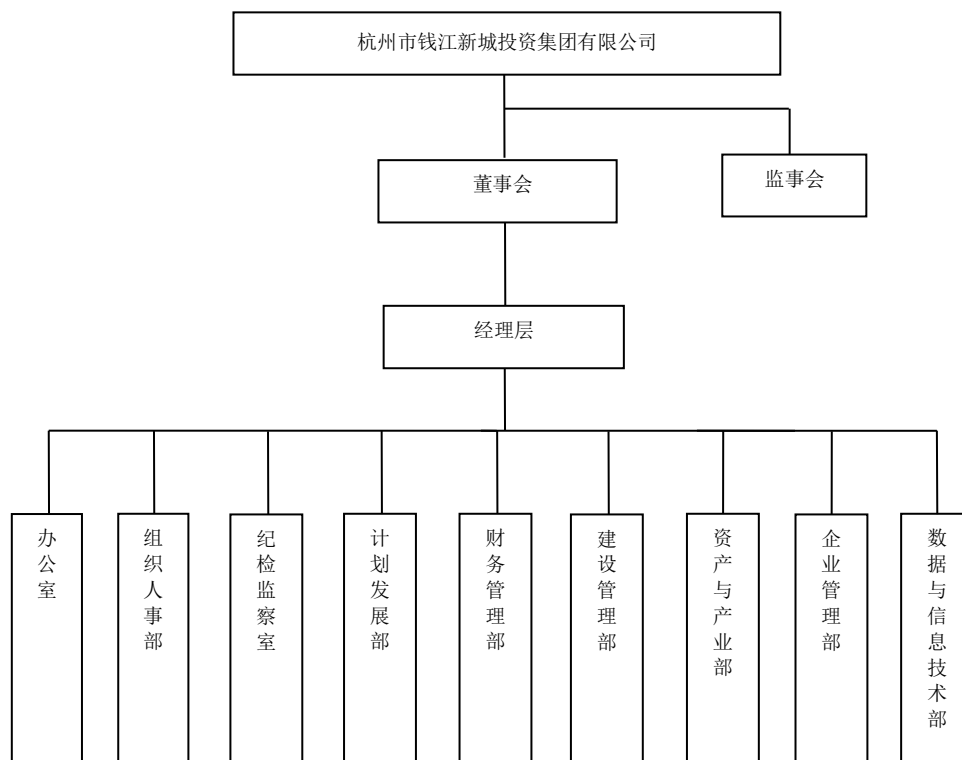 杭州市钱江新城投资集团有限公司
董事会
监事会
经理层
办公室
组织人事部
纪检监察室
计划发展部
财务管理部
建设管理部
资产与产业部
企业管理部
数据与信息技术部